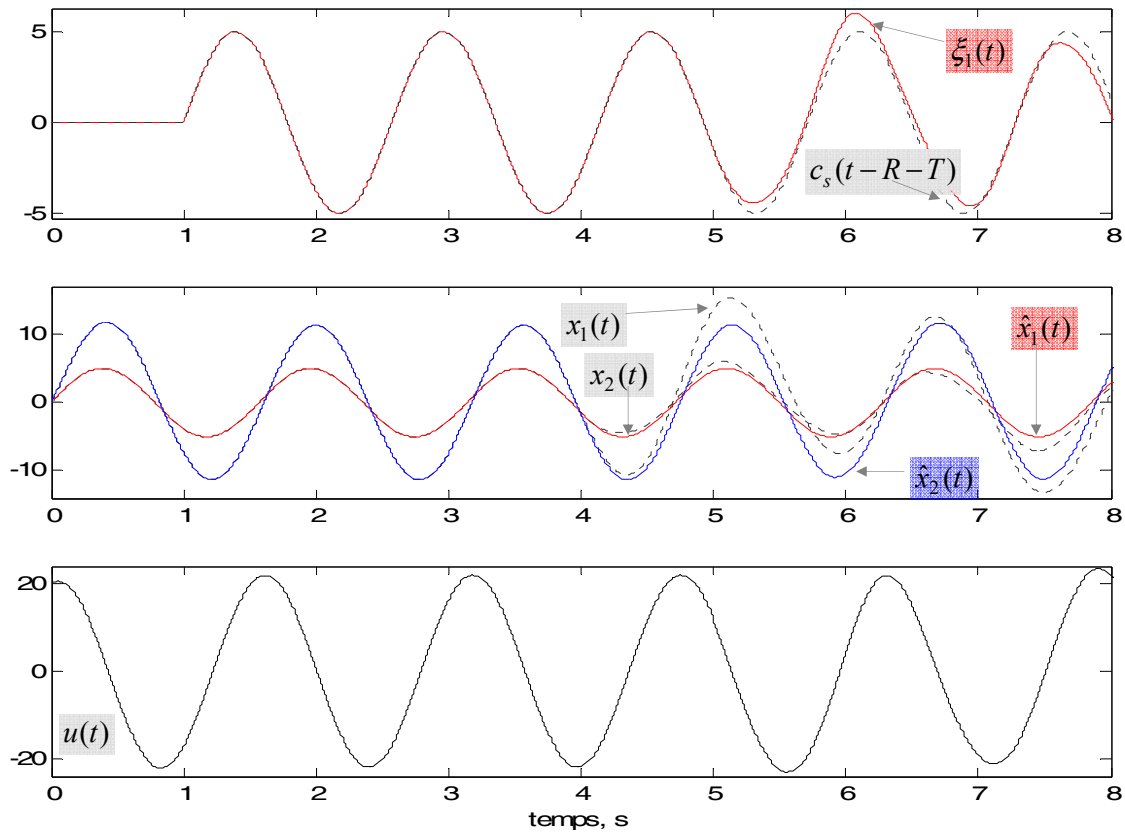 5
0
-5
ξ₁(t)
c_s(t − R − T)
0 1 2 3 4 5 6 7 8
10
0
-10
x₁(t)
x₂(t)
x̂₁(t)
x̂₂(t)
0 1 2 3 4 5 6 7 8
20
0
-20
u(t)
0 1 2 3 4 5 6 7 8
temps, s